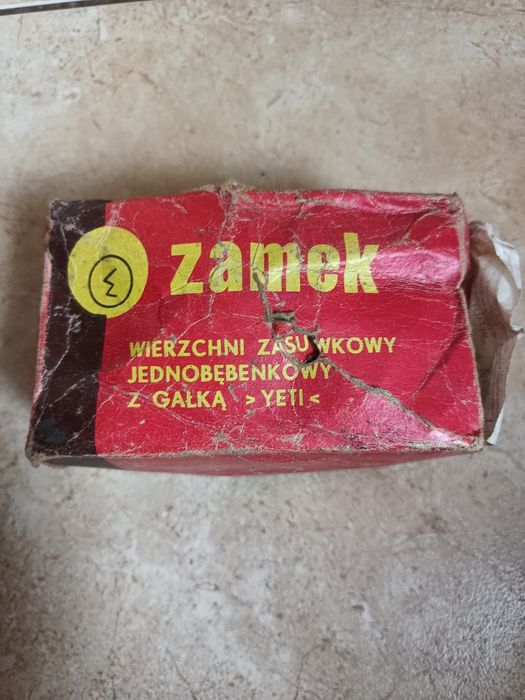 zamek
WIERZCHNI ZASUWKOWY
JEDNOBĘBENKOWY
Z GAŁKĄ >YETI<